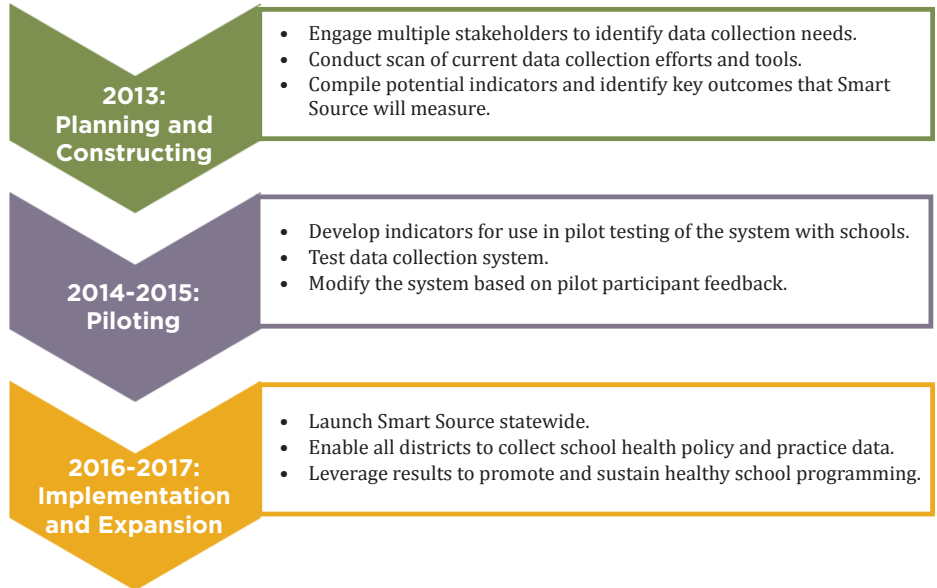 2013:
Planning and
Constructing
• Engage multiple stakeholders to identify data collection needs.
• Conduct scan of current data collection efforts and tools.
• Compile potential indicators and identify key outcomes that Smart
Source will measure.
2014-2015:
Piloting
• Develop indicators for use in pilot testing of the system with schools.
• Test data collection system.
• Modify the system based on pilot participant feedback.
2016-2017:
Implementation
and Expansion
• Launch Smart Source statewide.
• Enable all districts to collect school health policy and practice data.
• Leverage results to promote and sustain healthy school programming.